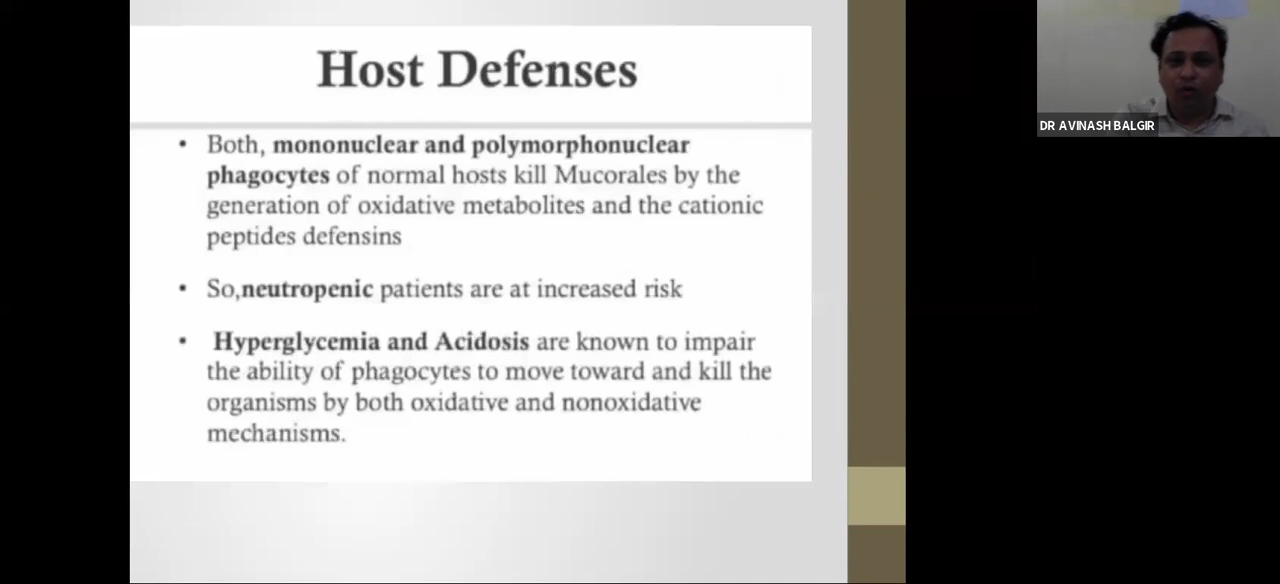 Host Defenses
• Both, mononuclear and polymorphonuclear
phagocytes of normal hosts kill Mucorales by the
generation of oxidative metabolites and the cationic
peptides defensins
• So,neutropenic patients are at increased risk
• Hyperglycemia and Acidosis are known to impair
the ability of phagocytes to move toward and kill the
organisms by both oxidative and nonoxidative
mechanisms.
DR AVINASH BALGIR